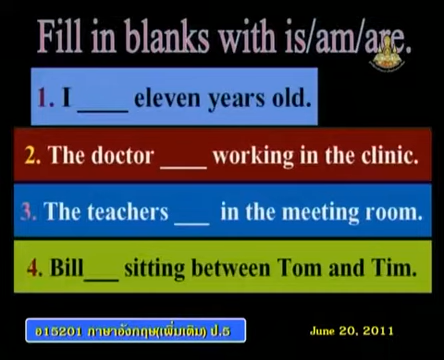 Fill in blanks with is/am/are.
1. I ____ eleven years old.
2. The doctor ____ working in the clinic.
3. The teachers ___ in the meeting room.
4. Bill___ sitting between Tom and Tim.
อ15201 ภาษาอังกฤษ(เพิ่มเติม) ป.5
June 20, 2011